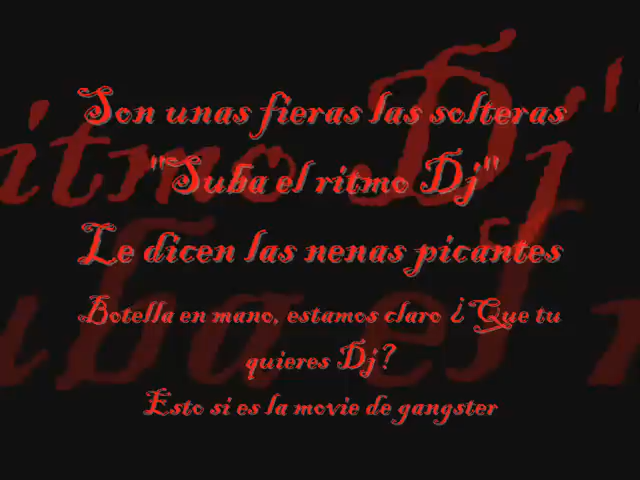 Son unas fieras las solteras
"Suba el ritmo Dj"
Le dicen las nenas picantes
Botella en mano, estamos claro ¿Que tu
quieres Dj?
Esto si es la movie de gangster